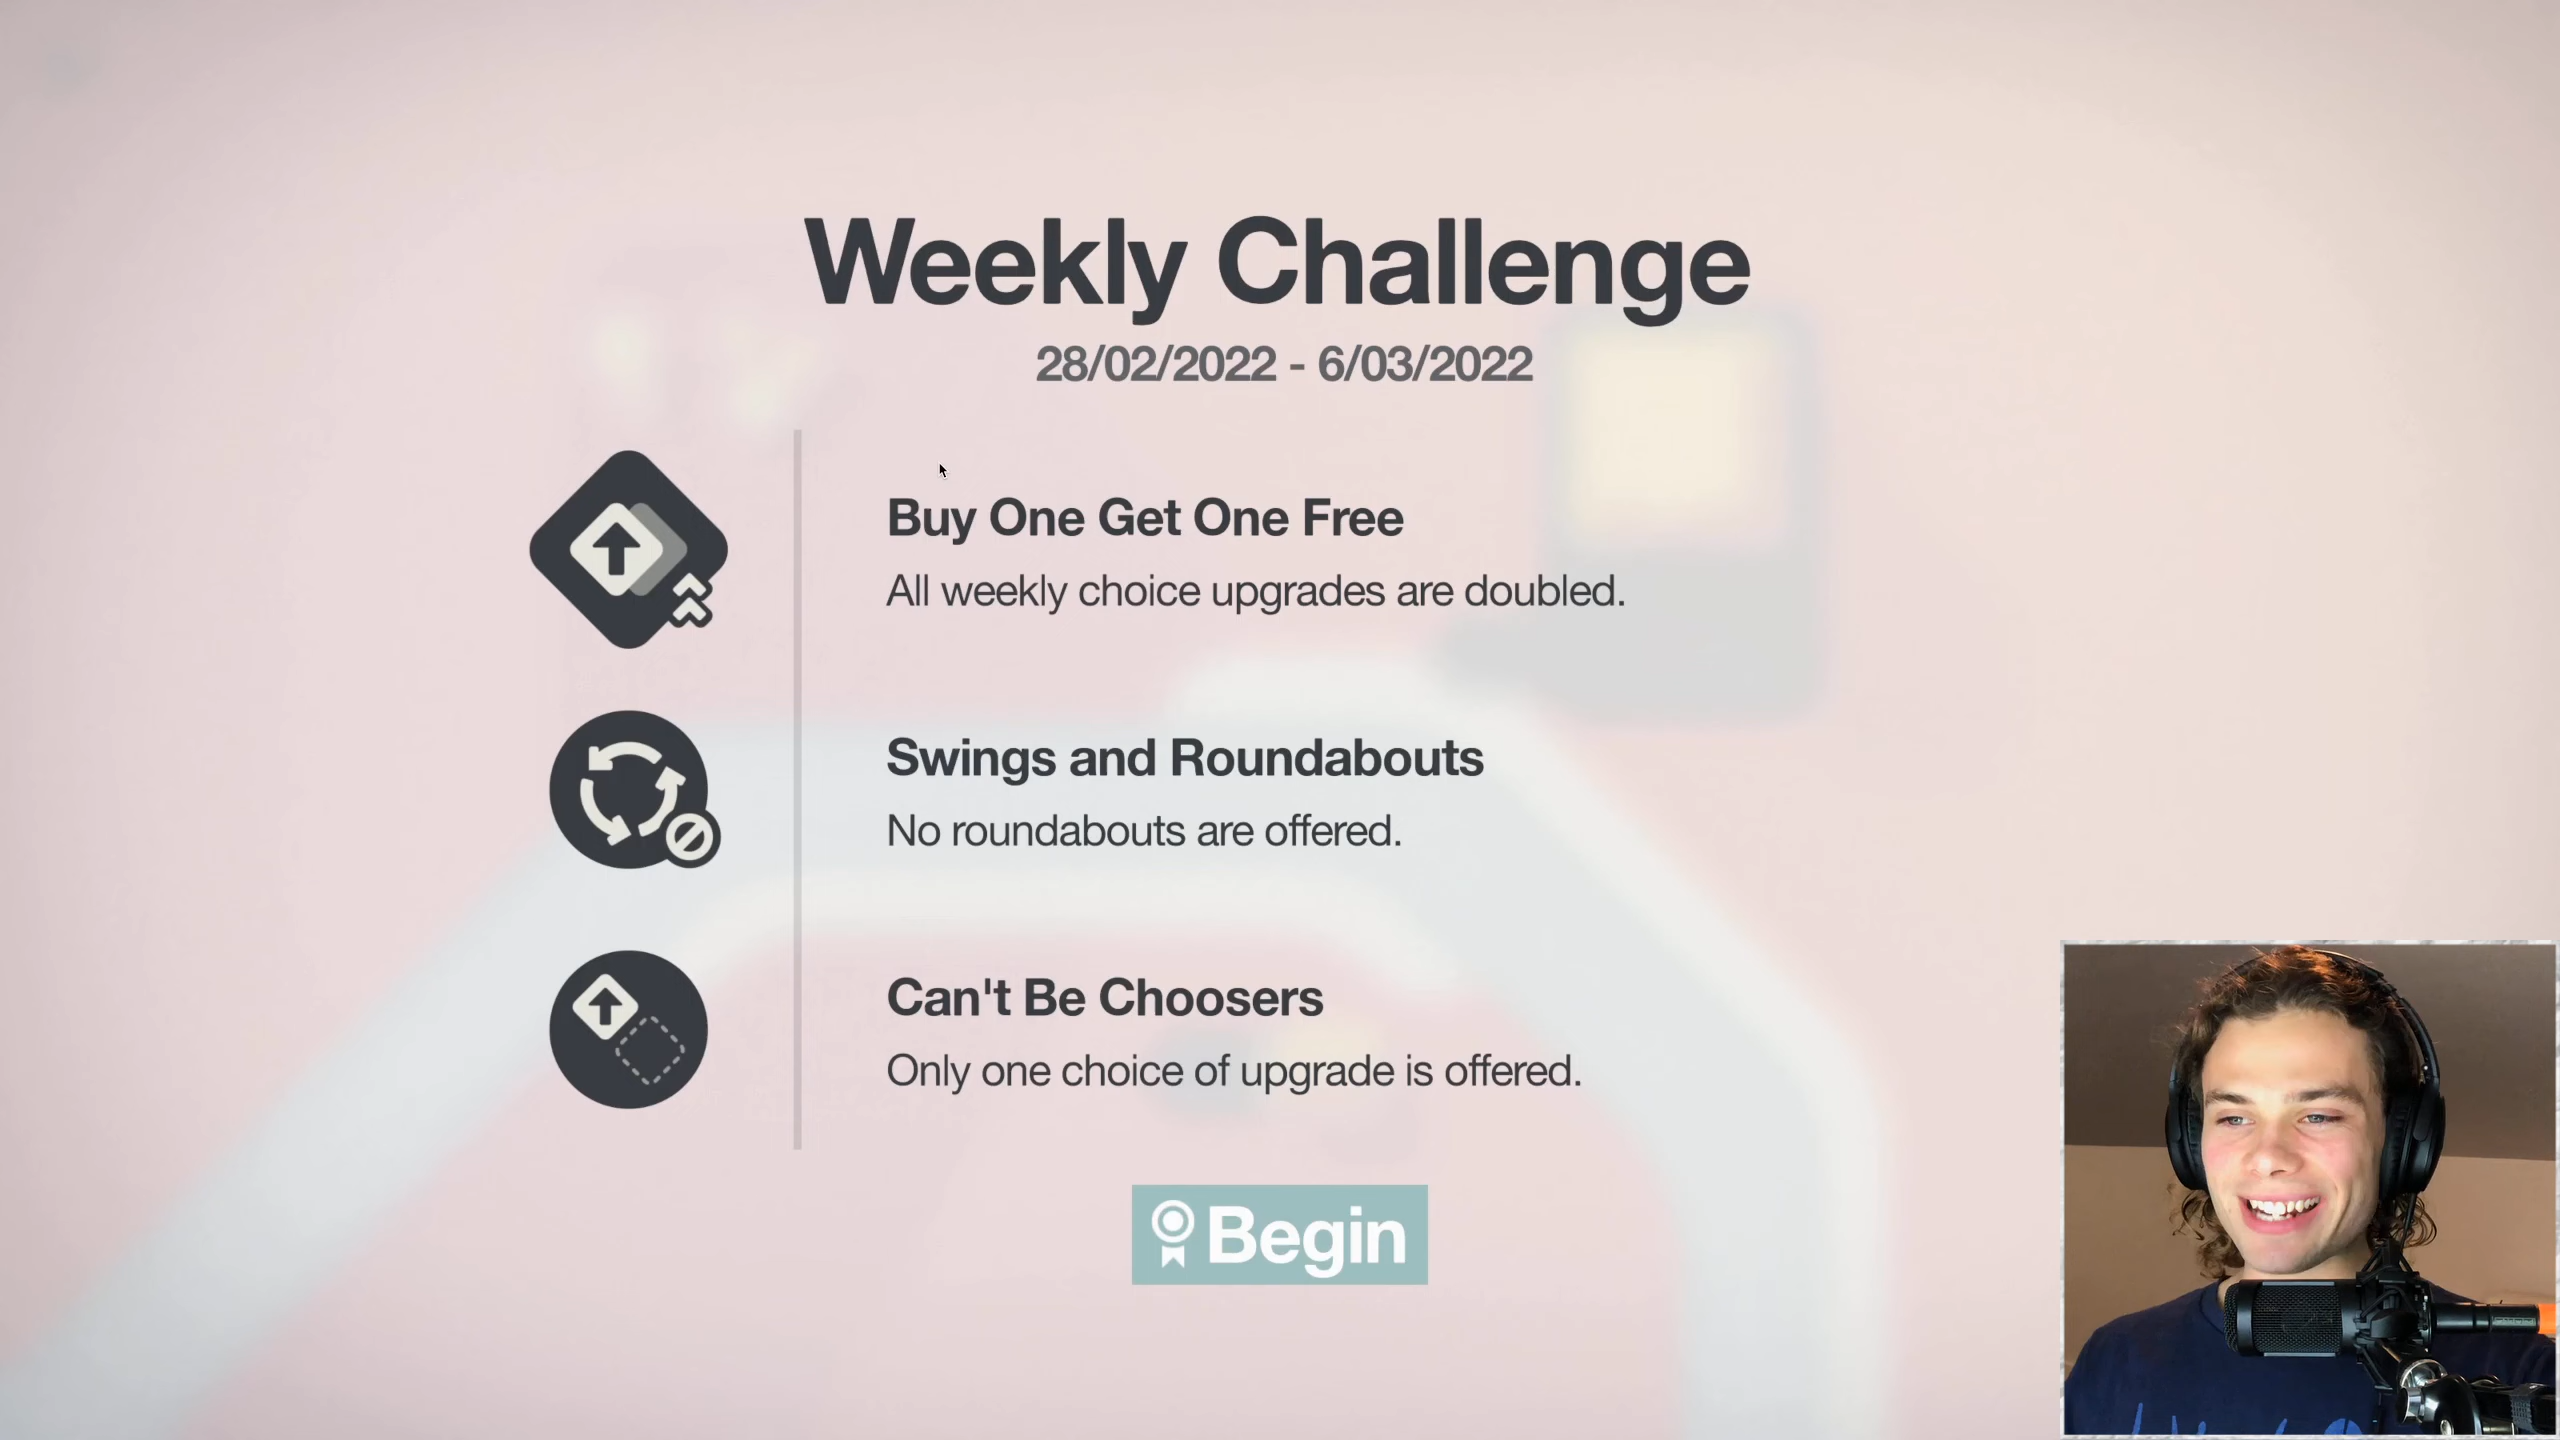 Weekly Challenge
28/02/2022 - 6/03/2022
Buy One Get One Free
All weekly choice upgrades are doubled.
Swings and Roundabouts
No roundabouts are offered.
Can't Be Choosers
Only one choice of upgrade is offered.
Begin